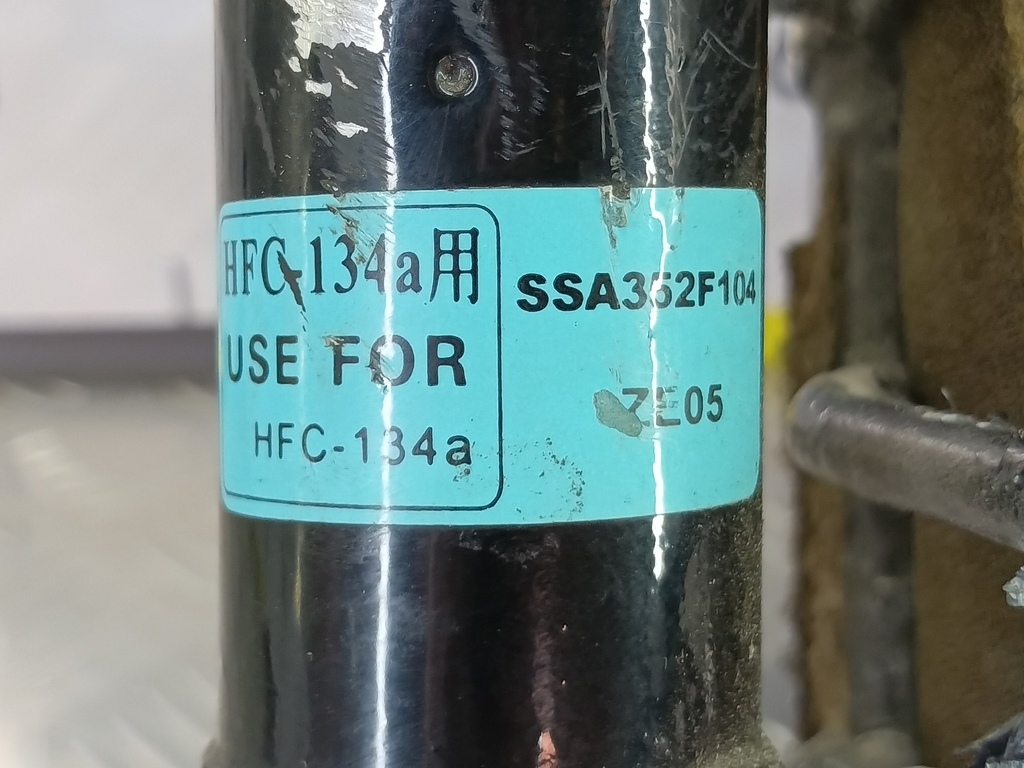 HFC-134a用
USE FOR
HFC-134a
SSA352F104
ZE05